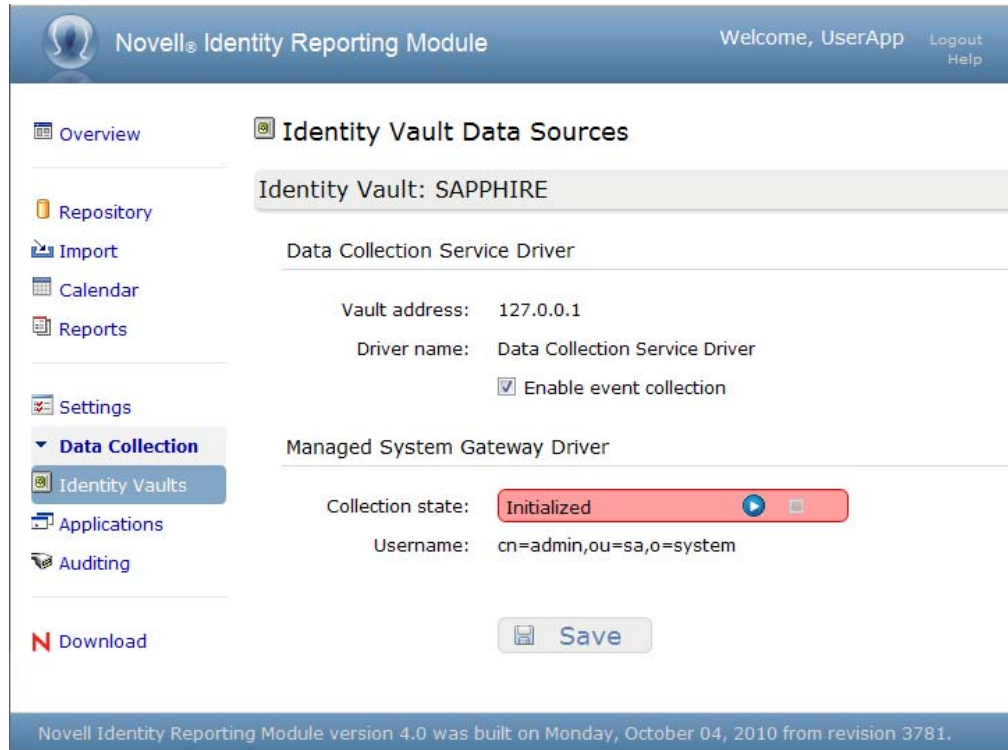 Novell® Identity Reporting Module
Welcome, UserApp
Logout
Help
Overview
Repository
Import
Calendar
Reports
Settings
Data Collection
Identity Vaults
Applications
Auditing
N Download
Identity Vault Data Sources
Identity Vault: SAPPHIRE
Data Collection Service Driver
Vault address: 127.0.0.1
Driver name: Data Collection Service Driver
Enable event collection
Managed System Gateway Driver
Collection state: Initialized
Username: cn=admin,ou=sa,o=system
Save
Novell Identity Reporting Module version 4.0 was built on Monday, October 04, 2010 from revision 3781.